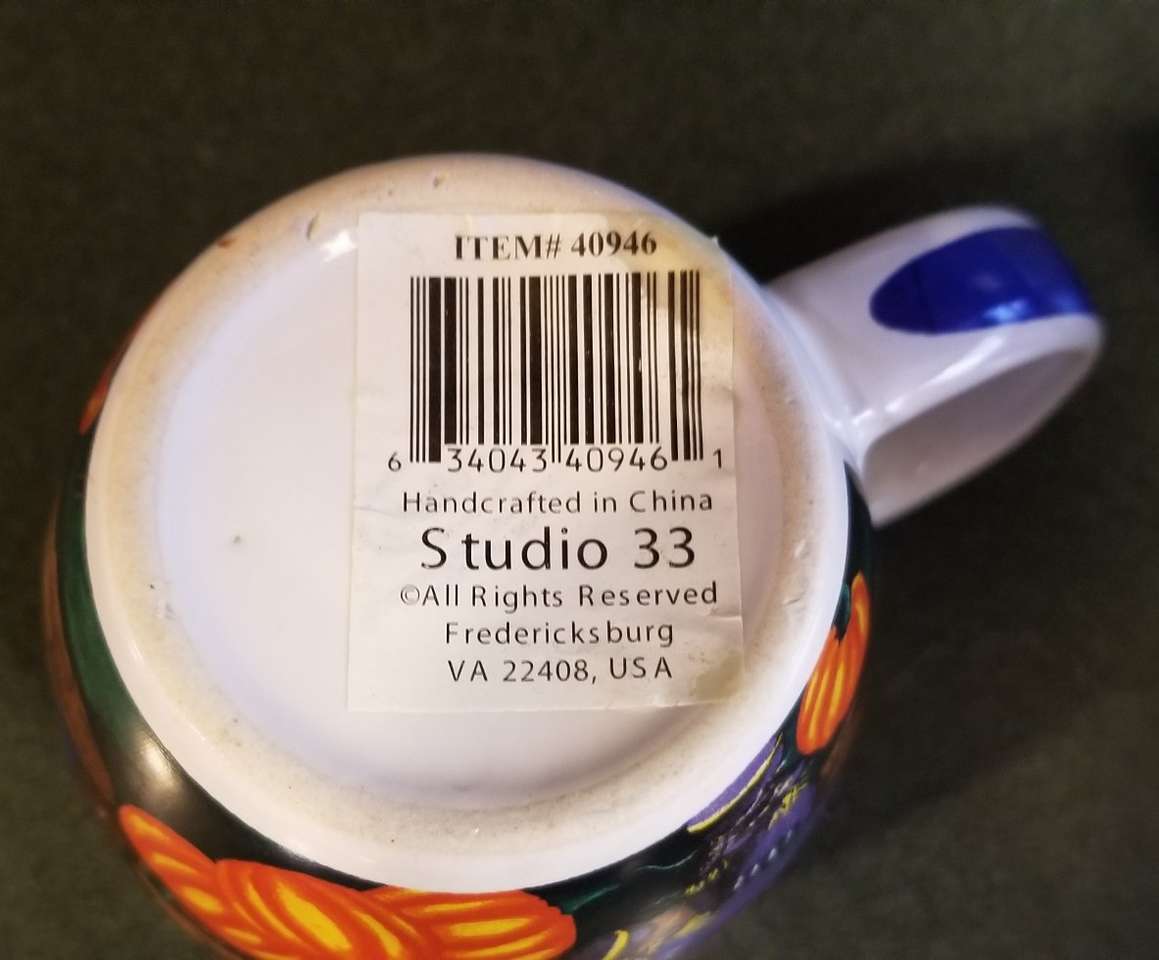 ITEM# 40946
6 34043 40946 1
Handcrafted in China
Studio 33
©All Rights Reserved
Fredericksburg
VA 22408, USA